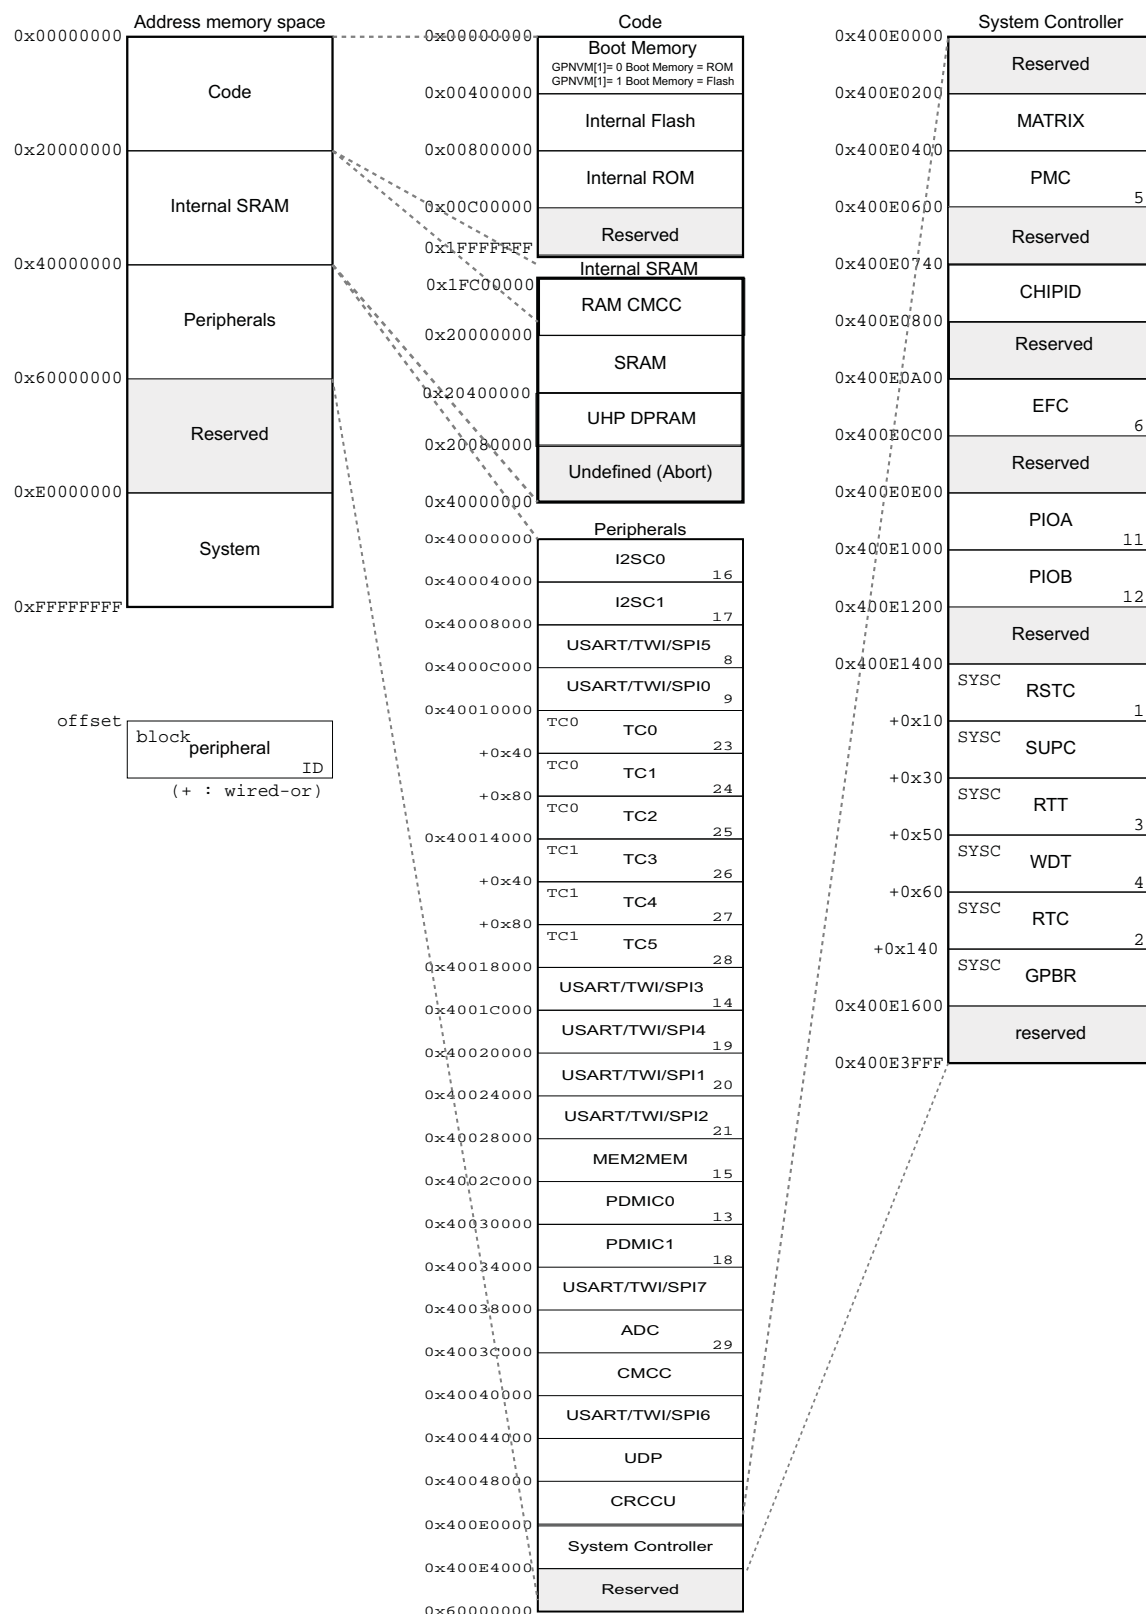 Address memory space
0x00000000
Code
0x20000000
Internal SRAM
0x40000000
Peripherals
0x60000000
Reserved
0xE0000000
System
0xFFFFFFFF
offset
block
peripheral
ID
(+ : wired-or)
Code
0x00000000
Boot Memory
GPNVM[1]= 0 Boot Memory = ROM
GPNVM[1]= 1 Boot Memory = Flash
0x00400000
Internal Flash
0x00800000
Internal ROM
0x00C00000
Reserved
0x1FFFFFFF
Internal SRAM
0x1FC00000
RAM CMCC
0x20000000
SRAM
0x20400000
UHP DPRAM
0x20080000
Undefined (Abort)
0x40000000
Peripherals
0x40000000
I2SC0
16
0x40004000
I2SC1
17
0x40008000
USART/TWI/SPI5
8
0x4000C000
USART/TWI/SPI0
9
0x40010000
TC0
TC0
23
+0x40
TC0
TC1
24
+0x80
TC0
TC2
25
0x40014000
TC1
TC3
26
+0x40
TC1
TC4
27
+0x80
TC1
TC5
28
0x40018000
USART/TWI/SPI3
14
0x4001C000
USART/TWI/SPI4
19
0x40020000
USART/TWI/SPI1
20
0x40024000
USART/TWI/SPI2
21
0x40028000
MEM2MEM
15
0x4002C000
PDMIC0
13
0x40030000
PDMIC1
18
0x40034000
USART/TWI/SPI7
0x40038000
ADC
29
0x4003C000
CMCC
0x40040000
USART/TWI/SPI6
0x40044000
UDP
0x40048000
CRCCU
0x400E0000
System Controller
0x400E4000
Reserved
0x60000000
System Controller
0x400E0000
Reserved
0x400E0200
MATRIX
0x400E0400
PMC
5
0x400E0600
Reserved
0x400E0740
CHIPID
0x400E0800
Reserved
0x400E0A00
EFC
6
0x400E0C00
Reserved
0x400E0E00
PIOA
11
0x400E1000
PIOB
12
0x400E1200
Reserved
0x400E1400
SYSC
RSTC
1
+0x10
SYSC
SUPC
+0x30
SYSC
RTT
3
+0x50
SYSC
WDT
4
+0x60
SYSC
RTC
2
+0x140
SYSC
GPBR
0x400E1600
reserved
0x400E3FFF